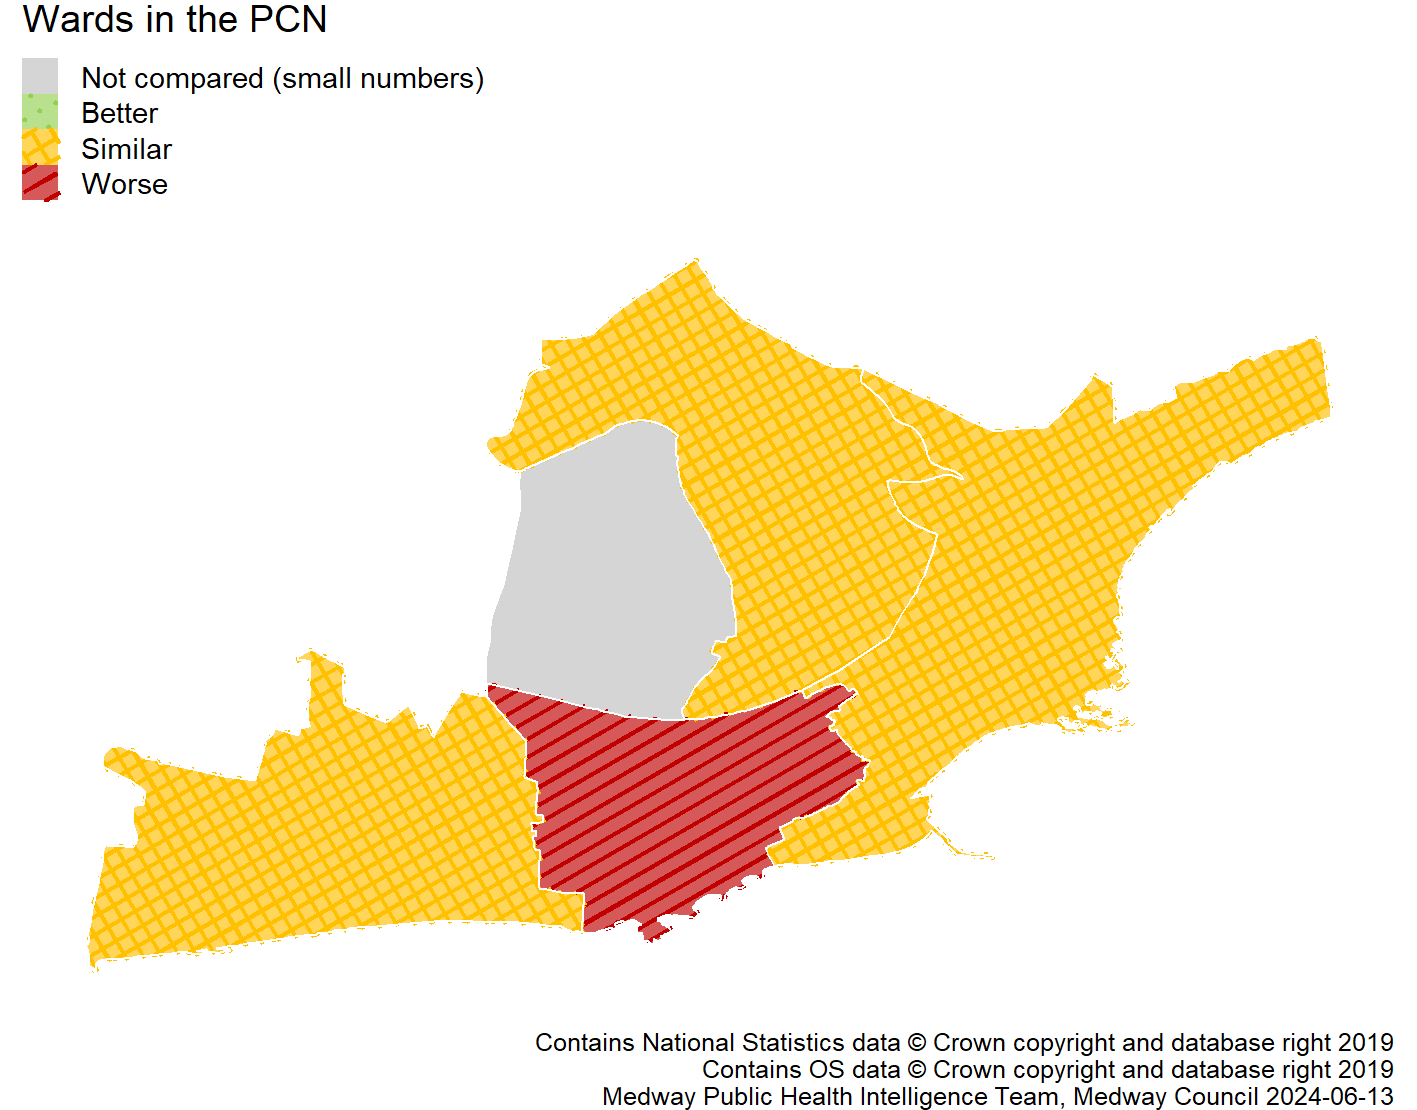 Wards in the PCN
Not compared (small numbers)
Better
Similar
Worse
Contains National Statistics data © Crown copyright and database right 2019
Contains OS data © Crown copyright and database right 2019
Medway Public Health Intelligence Team, Medway Council 2024-06-13